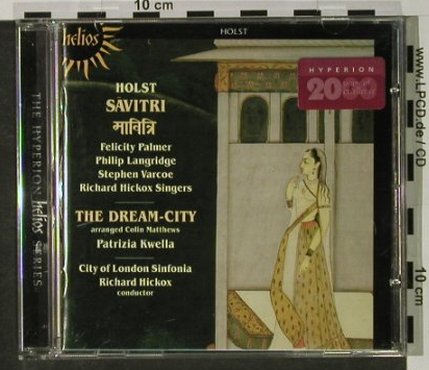 10 cm
helios
HOLST
HOLST
SĀVITRI
सावित्रि
Felicity Palmer
Philip Langridge
Stephen Varcoe
Richard Hickox Singers
THE DREAM-CITY
arranged Colin Matthews
Patrizia Kwella
City of London Sinfonia
Richard Hickox
conductor
HYPERION
20
THE HYPERION helios SERIES
www.LPCD.de / CD
10 cm